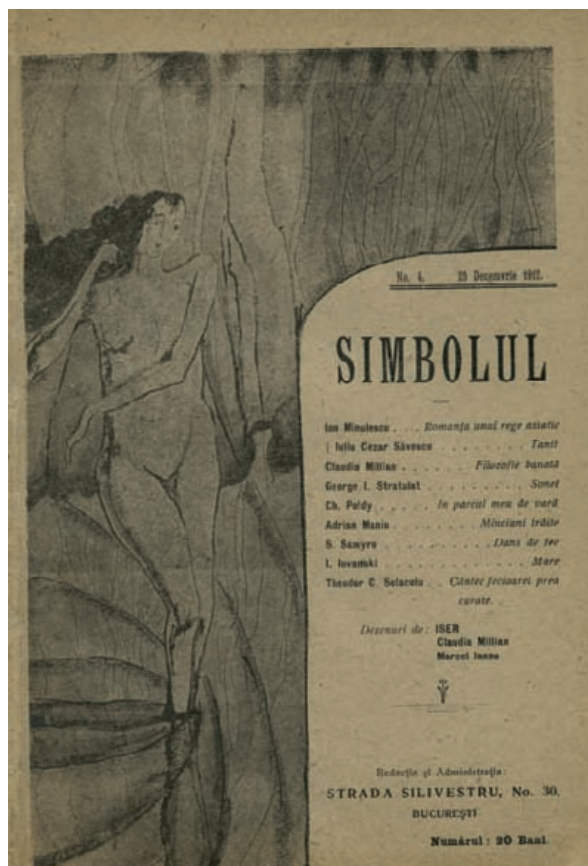 No. 4. 25 Decemvrie 1912.
SIMBOLUL
Ion Minulescu . . . Romanța unui rege asiatic
Iuliu Cezar Săvescu . . . . . . . . Tanit
Claudia Millian . . . . . . . Filozofie banală
George I. Stratulat . . . . . . . . Sonet
Ch. Poldy . . . . . In parcul meu de vară
Adrian Maniu . . . . . . . . Minciuni trăite
S. Samyro . . . . . . . . . . Dans de fee
I. Iovanaki . . . . . . . . . . . . Mare
Theodor C. Solacolu . . Cântec fecioarei prea
curate.
Desenuri de: ISER
Claudia Millian
Marcel Iancu
Redacție și Administrația:
STRADA SILIVESTRU, No. 30.
BUCUREȘTI
Numărul : 20 Bani.